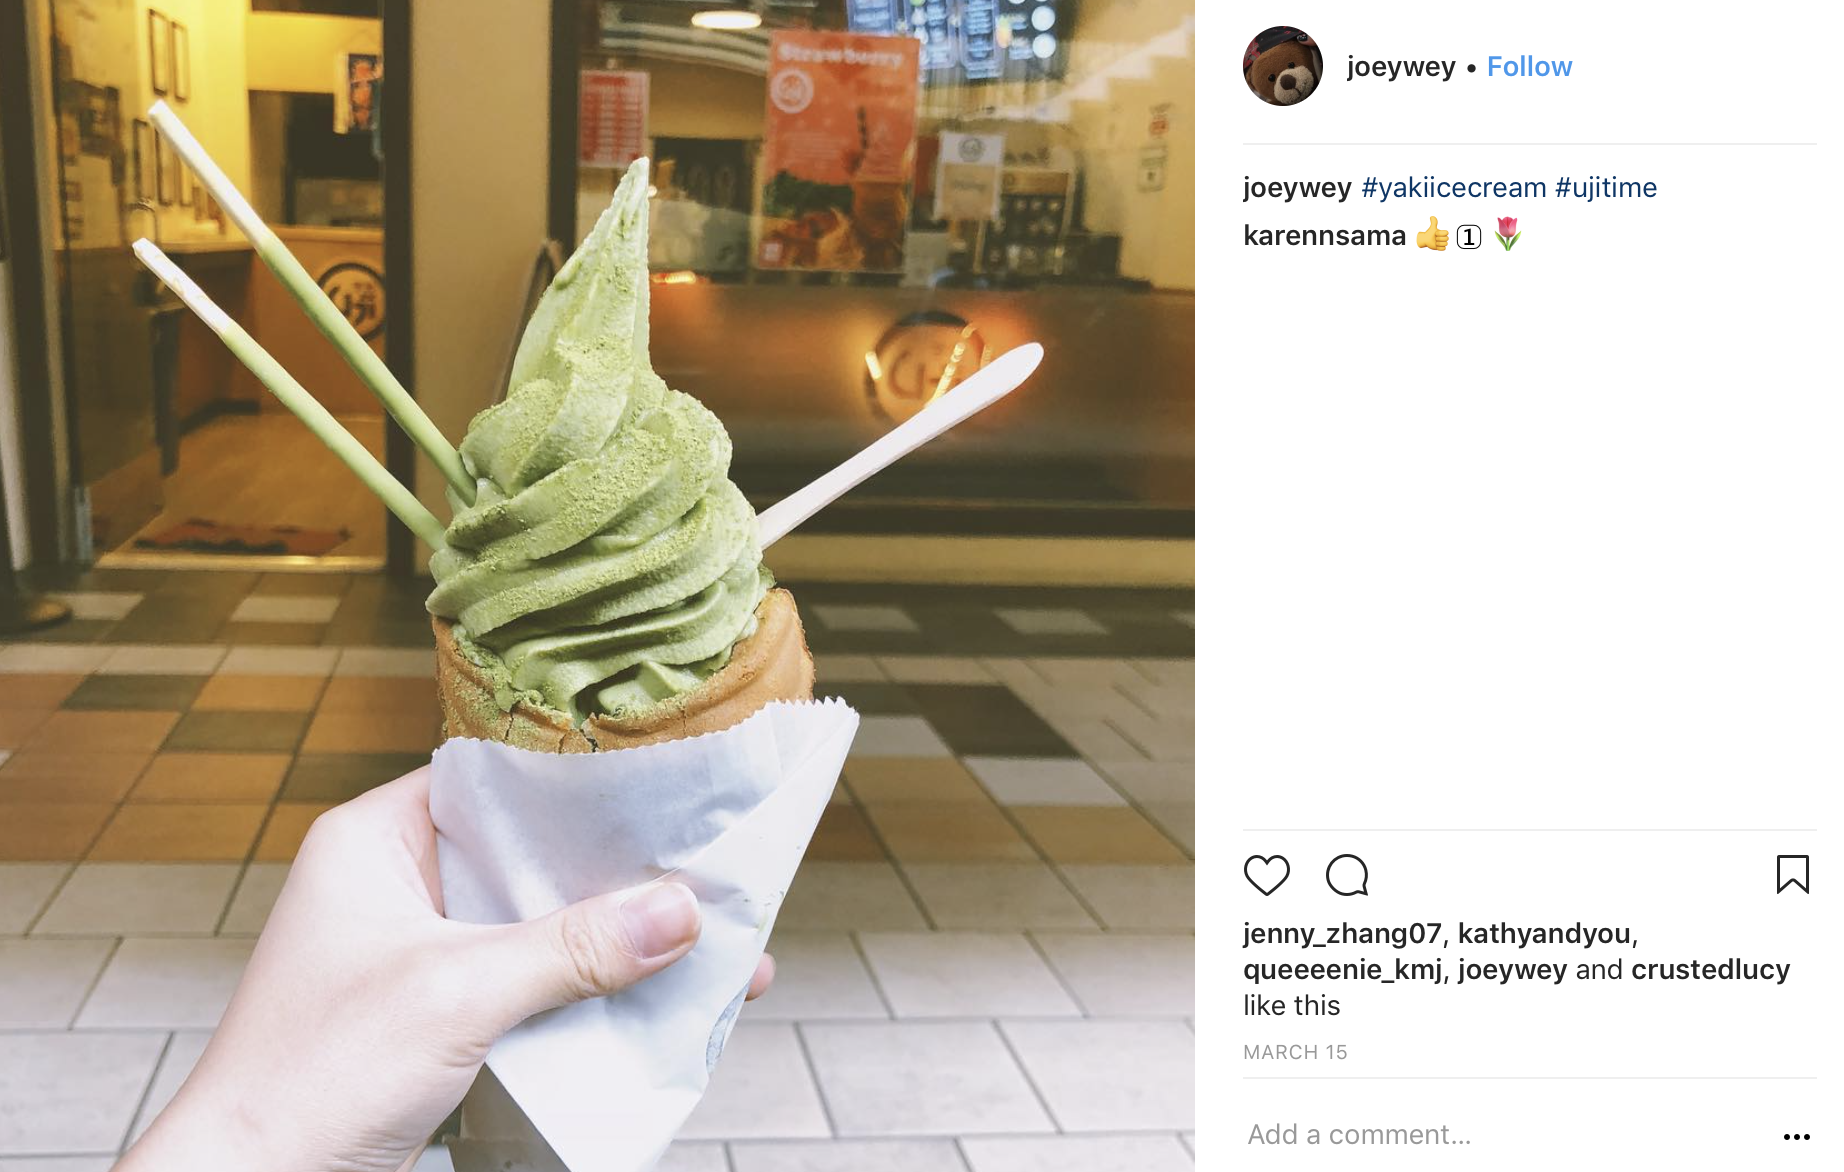 Strawberry
joeywey • Follow
joeywey #yakiicecream #ujitime
karennsama 👍 1 🌷
jenny_zhang07, kathyandyou,
queeeenie_kmj, joeywey and crustedlucy
like this
MARCH 15
Add a comment...